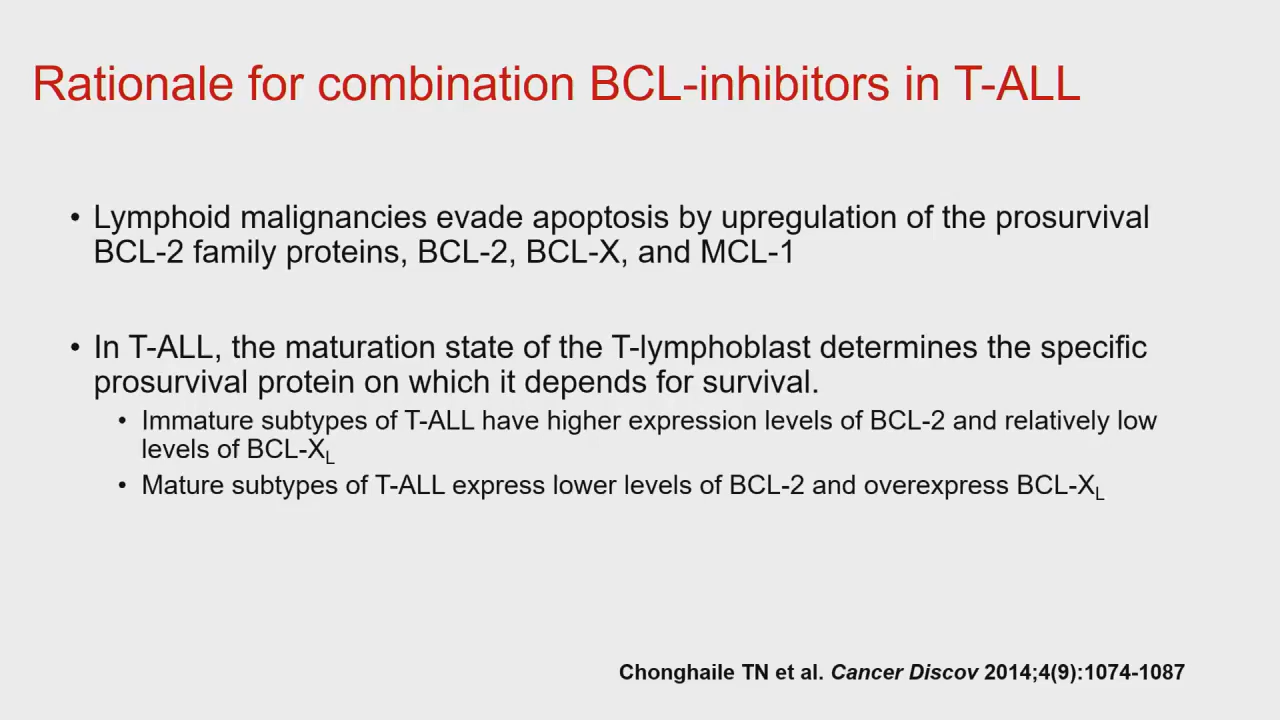 Rationale for combination BCL-inhibitors in T-ALL
• Lymphoid malignancies evade apoptosis by upregulation of the prosurvival
BCL-2 family proteins, BCL-2, BCL-X, and MCL-1
• In T-ALL, the maturation state of the T-lymphoblast determines the specific
prosurvival protein on which it depends for survival.
• Immature subtypes of T-ALL have higher expression levels of BCL-2 and relatively low
levels of BCL-XL
• Mature subtypes of T-ALL express lower levels of BCL-2 and overexpress BCL-XL
Chonghaile TN et al. Cancer Discov 2014;4(9):1074-1087